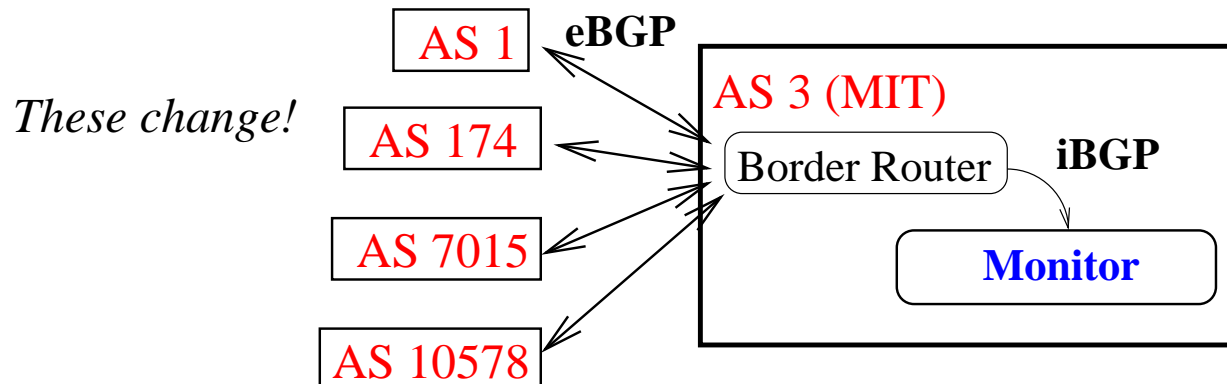 AS 1
eBGP
These change!
AS 174
AS 7015
AS 10578
AS 3 (MIT)
Border Router
iBGP
Monitor